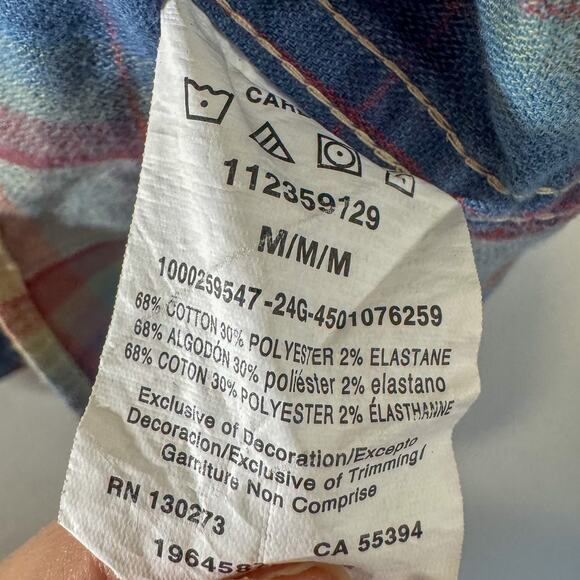 112359129
M/M/M
1000259547-24G-4501076259
68% COTTON 30% POLYESTER 2% ELASTANE
68% ALGODÓN 30% poliéster 2% elastano
68% COTON 30% POLYESTER 2% ÉLASTHANNE
Exclusive of Decoration/Excepto
Decoracion/Exclusive of Trimming/
Garniture Non Comprise
RN 130273
CA 55394